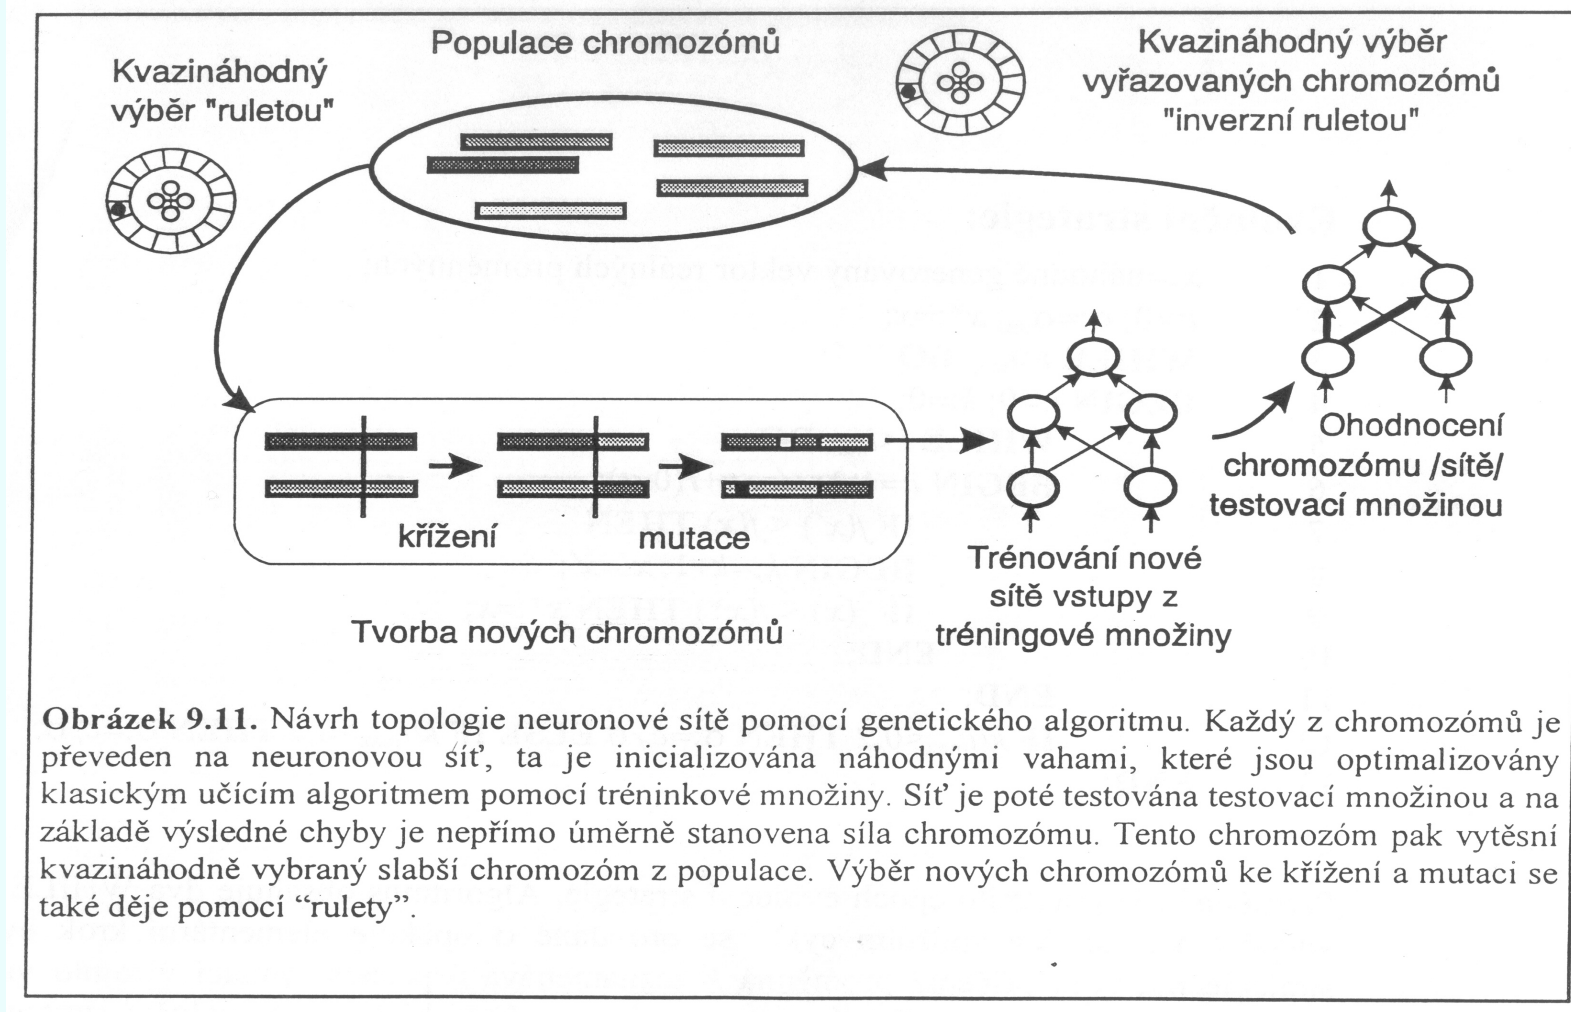 Populace chromozómů
Kvazináhodný
výběr "ruletou"
Kvazináhodný výběr
vyřazovaných chromozómů
"inverzní ruletou"
křížení
mutace
Tvorba nových chromozómů
Trénování nové
sítě vstupy z
tréningové množiny
Ohodnocení
chromozómu /sítě/
testovací množinou
Obrázek 9.11. Návrh topologie neuronové sítě pomocí genetického algoritmu. Každý z chromozómů je
převeden na neuronovou síť, ta je inicializována náhodnými vahami, které jsou optimalizovány
klasickým učícím algoritmem pomocí tréninkové množiny. Síť je poté testována testovací množinou a na
základě výsledné chyby je nepřímo úměrně stanovena síla chromozómu. Tento chromozóm pak vytěsní
kvazináhodně vybraný slabší chromozóm z populace. Výběr nových chromozómů ke křížení a mutaci se
také děje pomocí “rulety”.